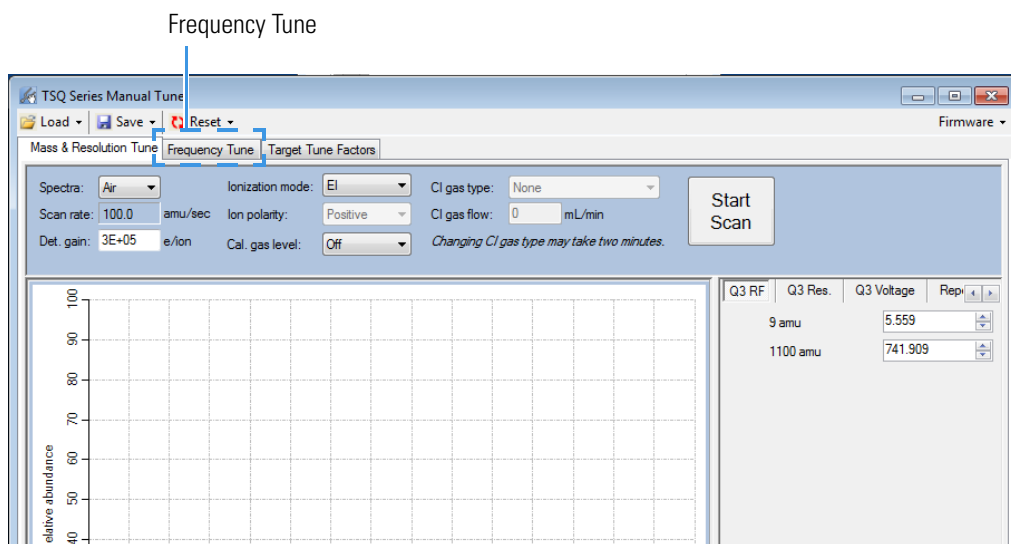 Frequency Tune
TSQ Series Manual Tune
Load Save Reset Firmware
Mass & Resolution Tune Frequency Tune Target Tune Factors
Spectra: Air Ionization mode: EI CI gas type: None
Scan rate: 100.0 amu/sec Ion polarity: Positive CI gas flow: 0 mL/min
Det. gain: 3E+05 e/ion Cal. gas level: Off Changing CI gas type may take two minutes.
Start
Scan
Q3 RF Q3 Res. Q3 Voltage
9 amu 5.559
1100 amu 741.909
100
90
80
70
60
50
40
abundance